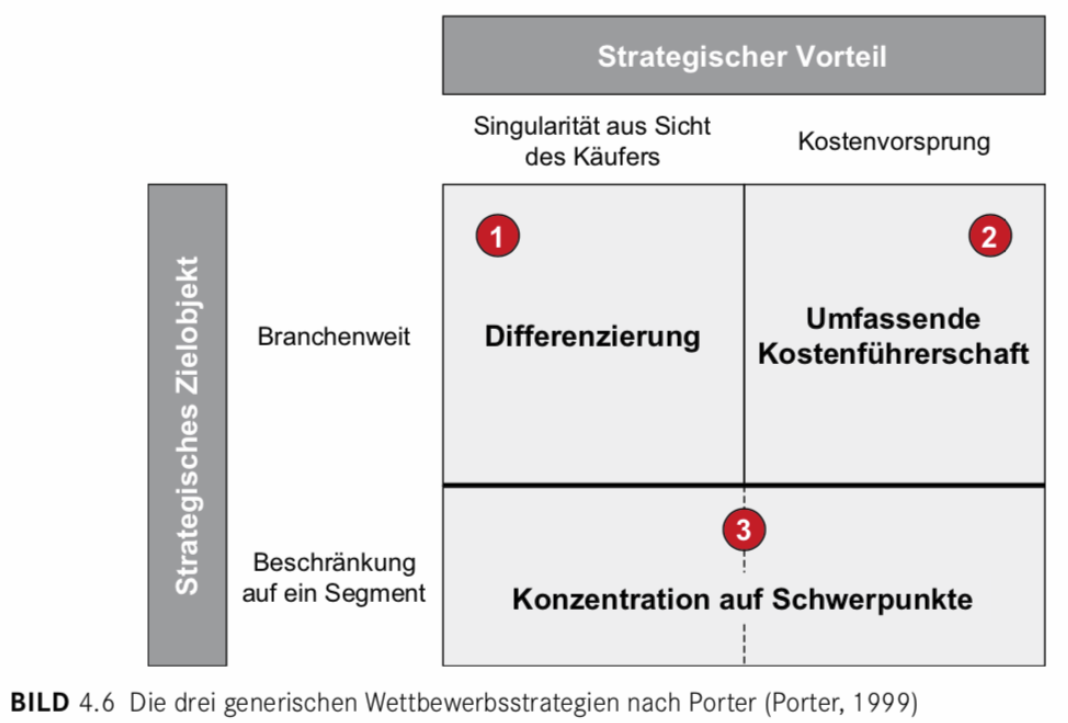 Strategischer Vorteil
Singularität aus Sicht
des Käufers
Kostenvorsprung
Strategisches Zielobjekt
Branchenweit
1
Differenzierung
2
Umfassende
Kostenführerschaft
Beschränkung
auf ein Segment
3
Konzentration auf Schwerpunkte
BILD 4.6 Die drei generischen Wettbewerbsstrategien nach Porter (Porter, 1999)